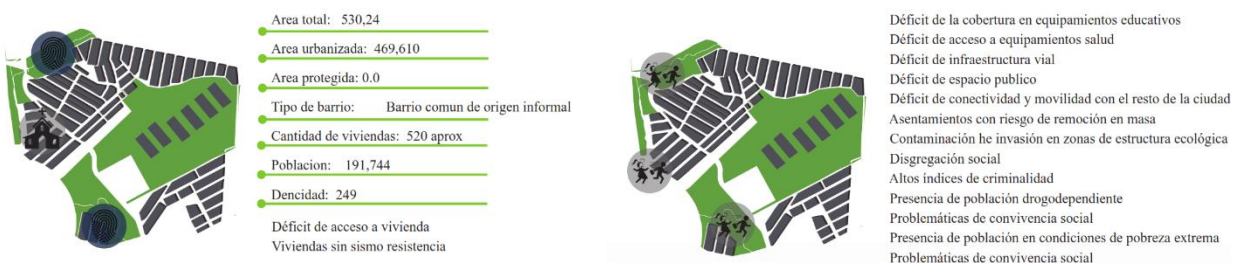 Area total: 530,24
Area urbanizada: 469,610
Area protegida: 0.0
Tipo de barrio: Barrio comun de origen informal
Cantidad de viviendas: 520 aprox
Poblacion: 191,744
Dencidad: 249
Déficit de acceso a vivienda
Viviendas sin sismo resistencia
Déficit de la cobertura en equipamientos educativos
Déficit de acceso a equipamientos salud
Déficit de infraestructura vial
Déficit de espacio publico
Déficit de conectividad y movilidad con el resto de la ciudad
Asentamientos con riesgo de remoción en masa
Contaminación he invasión en zonas de estructura ecológica
Disgregación social
Altos índices de criminalidad
Presencia de población drogodependiente
Problemáticas de convivencia social
Presencia de población en condiciones de pobreza extrema
Problemáticas de convivencia social